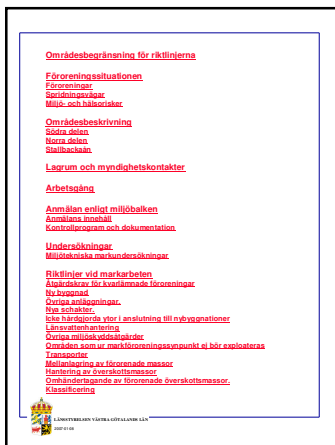 Områdesbegränsning för riktlinjerna
Föroreningssituationen
Föroreningar
Spridningsvägar
Miljö- och hälsorisker
Områdesbeskrivning
Södra delen
Norra delen
Stallbackaån
Lagrum och myndighetskontakter
Arbetsgång
Anmälan enligt miljöbalken
Anmälans innehåll
Kontrollprogram och dokumentation
Undersökningar
Miljötekniska markundersökningar
Riktlinjer vid markarbeten
Åtgärdskrav för kvarlämnade föroreningar
Ny byggnad
Övriga anläggningar.
Nya schakter.
Icke hårdgjorda ytor i anslutning till nybyggnationer
Länsvattenhantering
Övriga miljöskyddsåtgärder
Områden som ur markföroreningssynpunkt ej bör exploateras
Transporter
Mellanlagring av förorenade massor
Hantering av överskottsmassor
Omhändertagande av förorenade överskottsmassor.
Klassificering
LÄNSSTYRELSEN VÄSTRA GÖTALANDS LÄN
2007-01-08